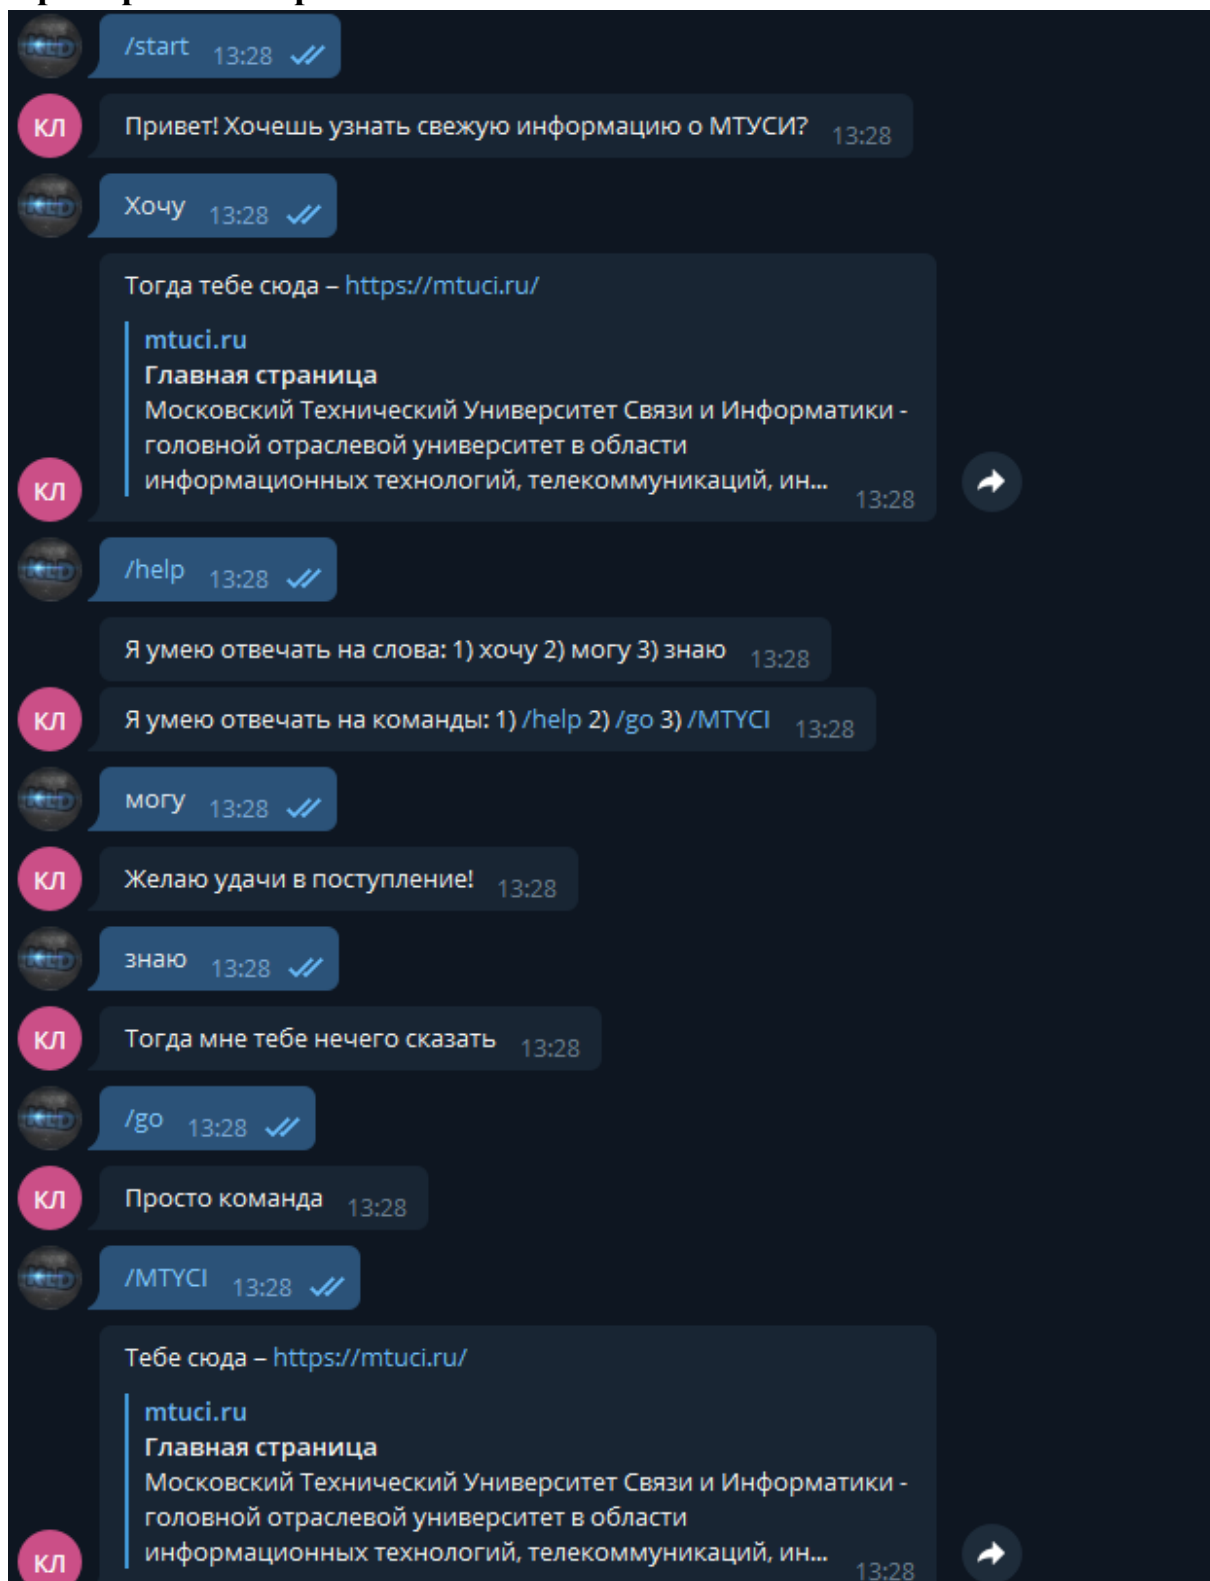 /start 13:28
КЛ
Привет! Хочешь узнать свежую информацию о МТУСИ? 13:28
Хочу 13:28
Тогда тебе сюда – https://mtuci.ru/
mtuci.ru
Главная страница
Московский Технический Университет Связи и Информатики -
головной отраслевой университет в области
информационных технологий, телекоммуникаций, ин...
КЛ
13:28
/help 13:28
Я умею отвечать на слова: 1) хочу 2) могу 3) знаю 13:28
КЛ
Я умею отвечать на команды: 1) /help 2) /go 3) /MTYCI 13:28
могу 13:28
КЛ
Желаю удачи в поступление! 13:28
знаю 13:28
КЛ
Тогда мне тебе нечего сказать 13:28
/go 13:28
КЛ
Просто команда 13:28
/MTYCI 13:28
Тебе сюда – https://mtuci.ru/
mtuci.ru
Главная страница
Московский Технический Университет Связи и Информатики -
головной отраслевой университет в области
информационных технологий, телекоммуникаций, ин...
КЛ
13:28